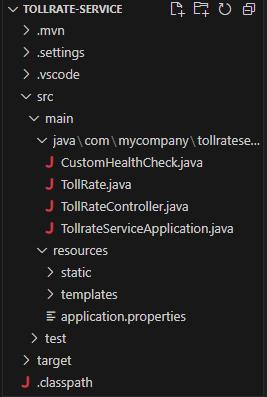 TOLLRATE-SERVICE
.mvn
.settings
.vscode
src
main
java\com\mycompany\tollratese...
CustomHealthCheck.java
TollRate.java
TollRateController.java
TollrateServiceApplication.java
resources
static
templates
application.properties
test
target
.classpath